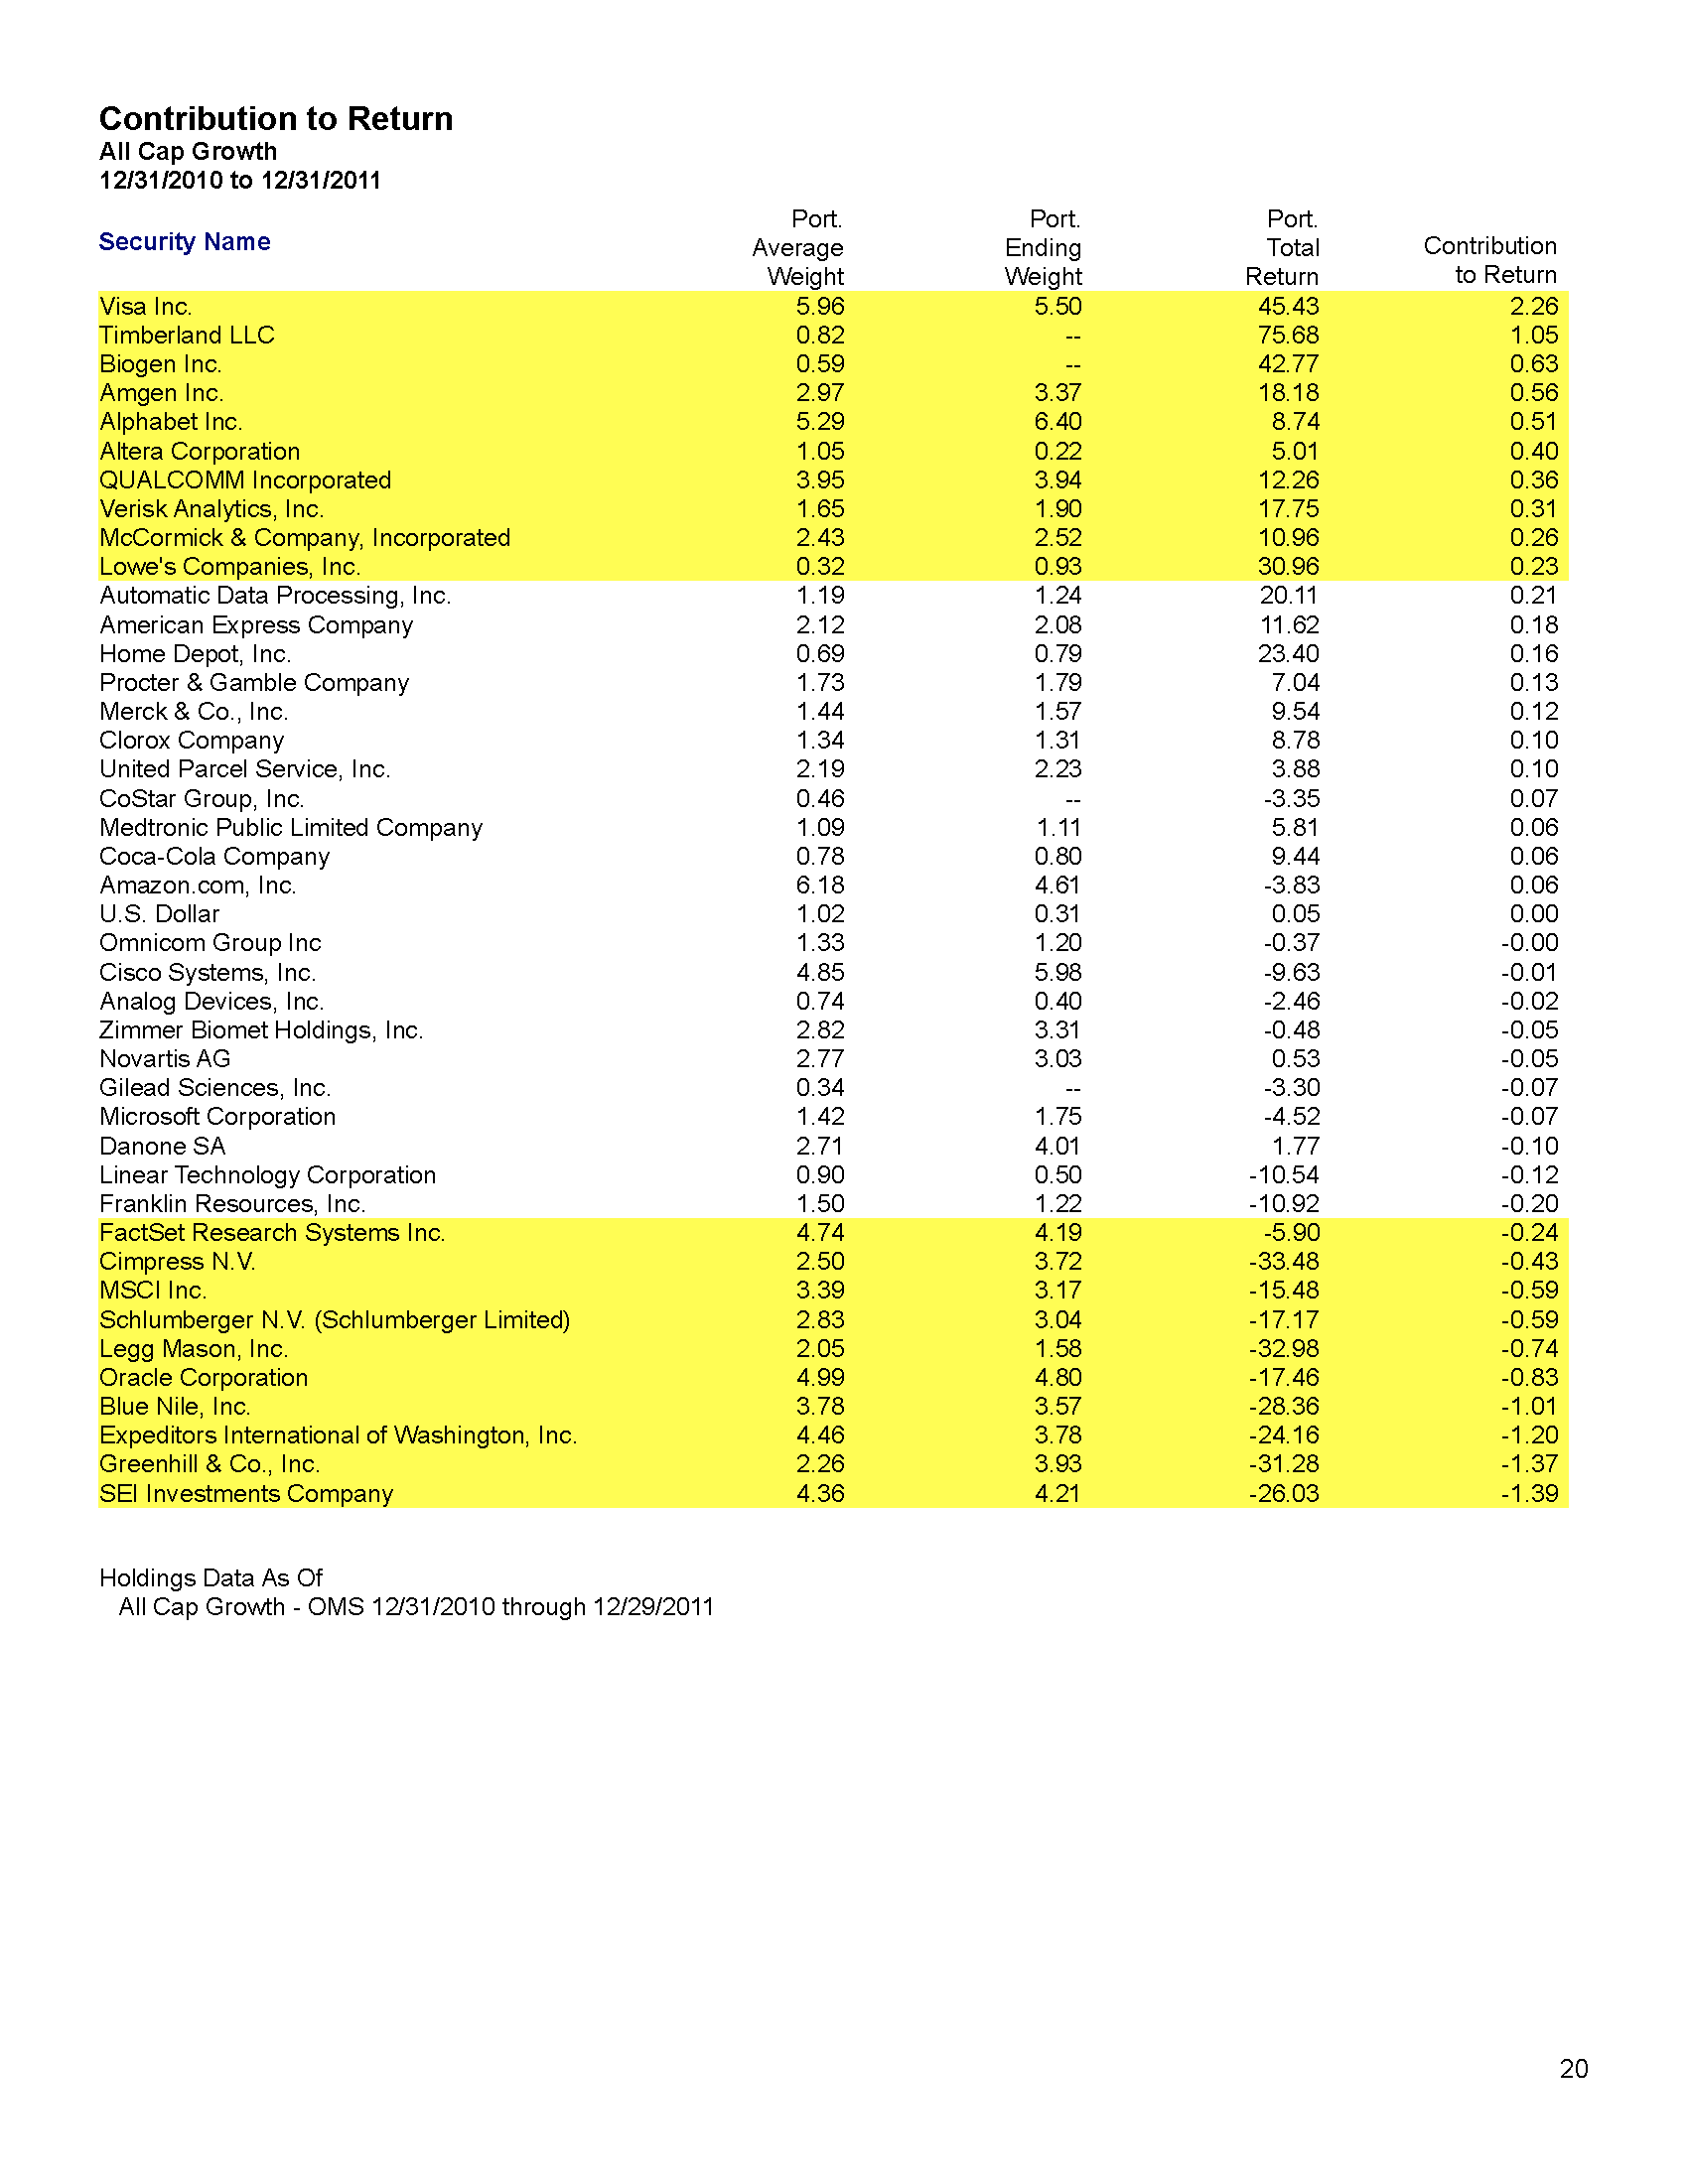 Contribution to Return
All Cap Growth
12/31/2010 to 12/31/2011
Security Name Port. Average Weight Port. Ending Weight Port. Total Return Contribution to Return
Visa Inc. 5.96 5.50 45.43 2.26
Timberland LLC 0.82 -- 75.68 1.05
Biogen Inc. 0.59 -- 42.77 0.63
Amgen Inc. 2.97 3.37 18.18 0.56
Alphabet Inc. 5.29 6.40 8.74 0.51
Altera Corporation 1.05 0.22 5.01 0.40
QUALCOMM Incorporated 3.95 3.94 12.26 0.36
Verisk Analytics, Inc. 1.65 1.90 17.75 0.31
McCormick & Company, Incorporated 2.43 2.52 10.96 0.26
Lowe's Companies, Inc. 0.32 0.93 30.96 0.23
Automatic Data Processing, Inc. 1.19 1.24 20.11 0.21
American Express Company 2.12 2.08 11.62 0.18
Home Depot, Inc. 0.69 0.79 23.40 0.16
Procter & Gamble Company 1.73 1.79 7.04 0.13
Merck & Co., Inc. 1.44 1.57 9.54 0.12
Clorox Company 1.34 1.31 8.78 0.10
United Parcel Service, Inc. 2.19 2.23 3.88 0.10
CoStar Group, Inc. 0.46 -- -3.35 0.07
Medtronic Public Limited Company 1.09 1.11 5.81 0.06
Coca-Cola Company 0.78 0.80 9.44 0.06
Amazon.com, Inc. 6.18 4.61 -3.83 0.06
U.S. Dollar 1.02 0.31 0.05 0.00
Omnicom Group Inc 1.33 1.20 -0.37 -0.00
Cisco Systems, Inc. 4.85 5.98 -9.63 -0.01
Analog Devices, Inc. 0.74 0.40 -2.46 -0.02
Zimmer Biomet Holdings, Inc. 2.82 3.31 -0.48 -0.05
Novartis AG 2.77 3.03 0.53 -0.05
Gilead Sciences, Inc. 0.34 -- -3.30 -0.07
Microsoft Corporation 1.42 1.75 -4.52 -0.07
Danone SA 2.71 4.01 1.77 -0.10
Linear Technology Corporation 0.90 0.50 -10.54 -0.12
Franklin Resources, Inc. 1.50 1.22 -10.92 -0.20
FactSet Research Systems Inc. 4.74 4.19 -5.90 -0.24
Cimpress N.V. 2.50 3.72 -33.48 -0.43
MSCI Inc. 3.39 3.17 -15.48 -0.59
Schlumberger N.V. (Schlumberger Limited) 2.83 3.04 -17.17 -0.59
Legg Mason, Inc. 2.05 1.58 -32.98 -0.74
Oracle Corporation 4.99 4.80 -17.46 -0.83
Blue Nile, Inc. 3.78 3.57 -28.36 -1.01
Expeditors International of Washington, Inc. 4.46 3.78 -24.16 -1.20
Greenhill & Co., Inc. 2.26 3.93 -31.28 -1.37
SEI Investments Company 4.36 4.21 -26.03 -1.39
Holdings Data As Of
All Cap Growth - OMS 12/31/2010 through 12/29/2011
20